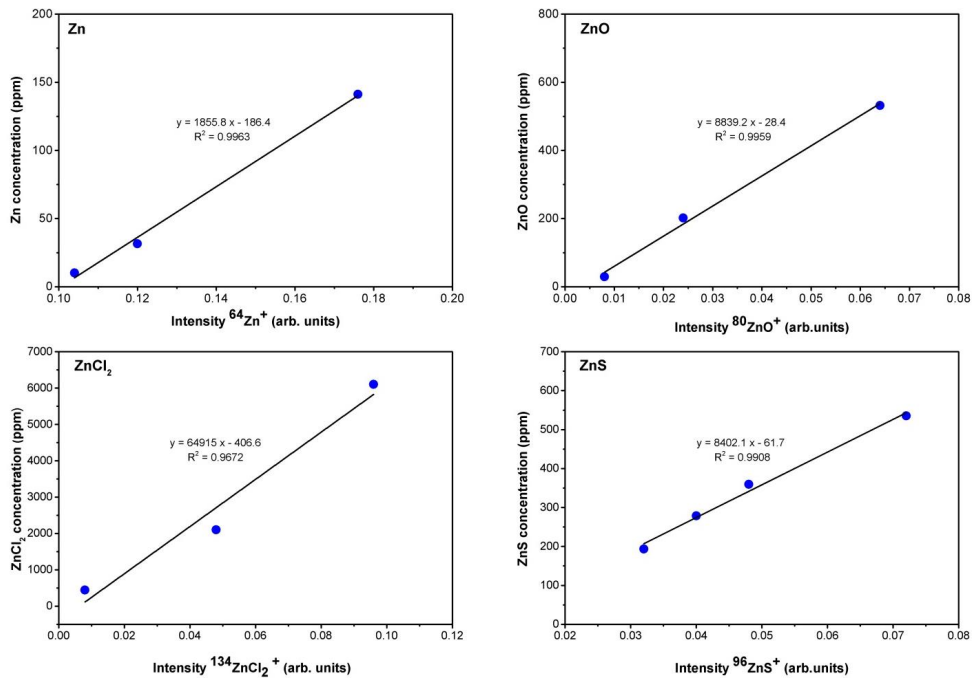 Zn
200
150
100
50
0
0.10 0.12 0.14 0.16 0.18 0.20
Zn concentration (ppm)
Intensity ⁶⁴Zn⁺ (arb. units)
y = 1855.8 x - 186.4
R² = 0.9963
ZnO
800
600
400
200
0
0.00 0.01 0.02 0.03 0.04 0.05 0.06 0.07 0.08
ZnO concentration (ppm)
Intensity ⁸⁰ZnO⁺ (arb.units)
y = 8839.2 x - 28.4
R² = 0.9959
ZnCl₂
7000
6000
5000
4000
3000
2000
1000
0
0.00 0.02 0.04 0.06 0.08 0.10 0.12
ZnCl₂ concentration (ppm)
Intensity ¹³⁴ZnCl₂⁺ (arb. units)
y = 64915 x - 406.6
R² = 0.9672
ZnS
700
600
500
400
300
200
100
0
0.02 0.03 0.04 0.05 0.06 0.07 0.08
ZnS concentration (ppm)
Intensity ⁹⁶ZnS⁺ (arb.units)
y = 8402.1 x - 61.7
R² = 0.9908